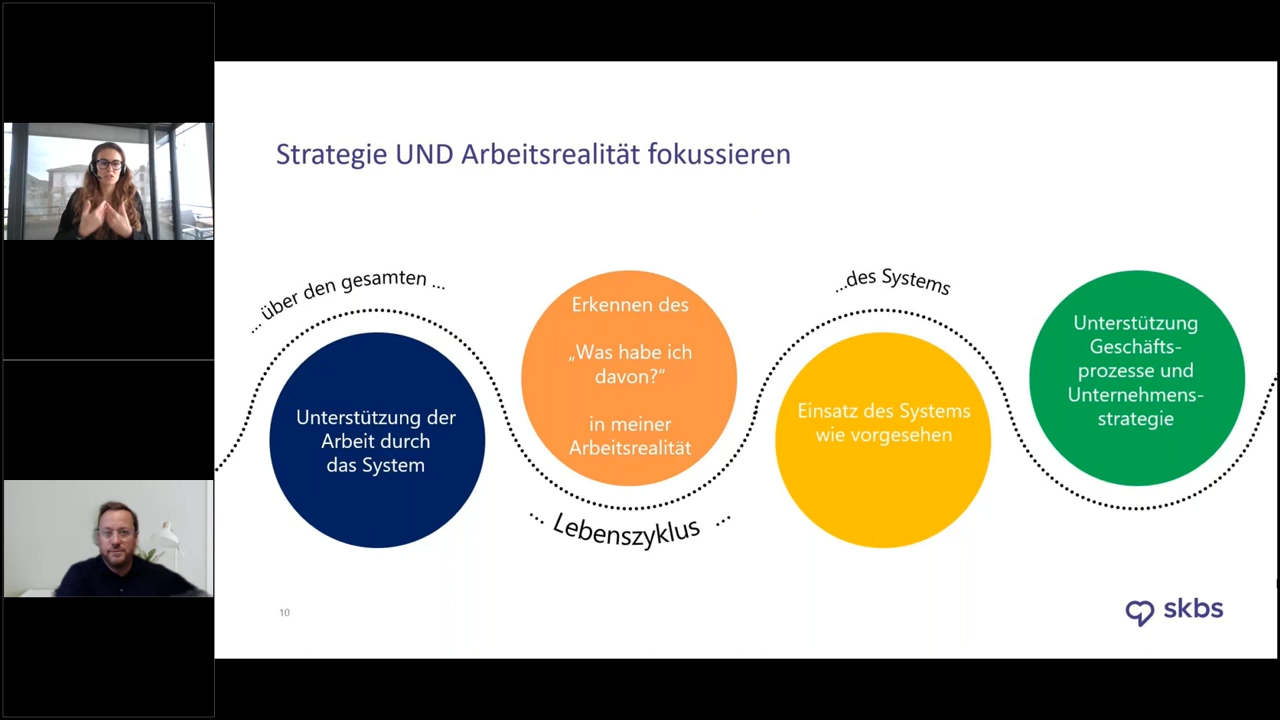 Strategie UND Arbeitsrealität fokussieren
... über den gesamten ...
Unterstützung der
Arbeit durch
das System
Erkennen des
„Was habe ich
davon?“
in meiner
Arbeitsrealität
... Lebenszyklus ...
...des Systems
Einsatz des Systems
wie vorgesehen
Unterstützung
Geschäfts-
prozesse und
Unternehmens-
strategie
10
skbs